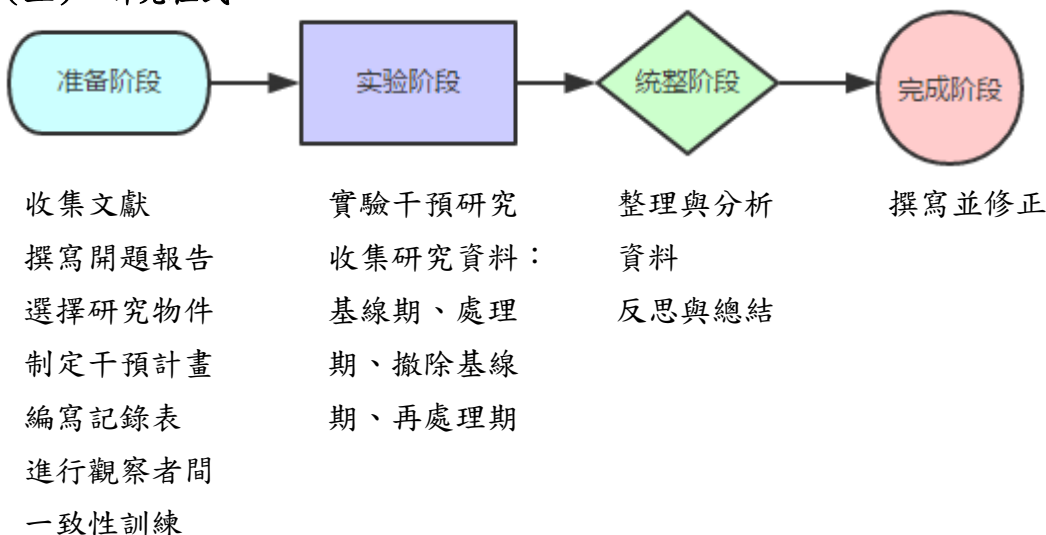 准备阶段
实验阶段
统整阶段
完成阶段
收集文獻
撰寫開題報告
選擇研究物件
制定干預計畫
編寫記錄表
進行觀察者間
一致性訓練
實驗干預研究
收集研究資料：
基線期、處理
期、撤除基線
期、再處理期
整理與分析
資料
反思與總結
撰寫並修正